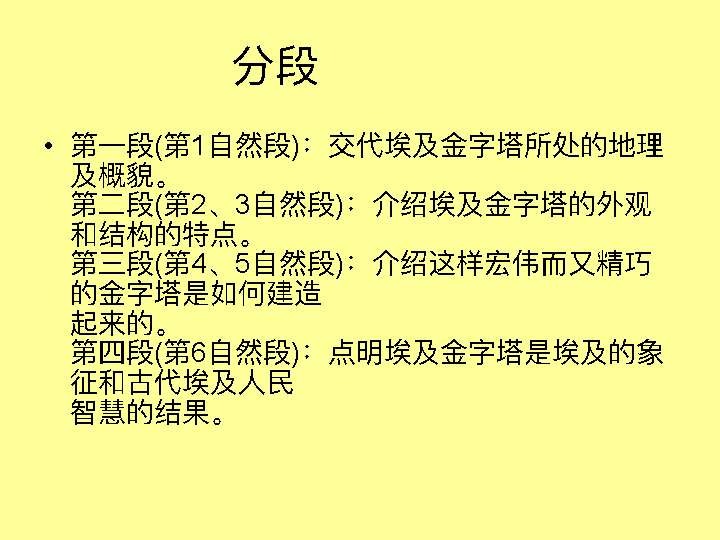 分段
• 第一段(第1自然段)：交代埃及金字塔所处的地理
及概貌。
第二段(第2、3自然段)：介绍埃及金字塔的外观
和结构的特点。
第三段(第4、5自然段)：介绍这样宏伟而又精巧
的金字塔是如何建造
起来的。
第四段(第6自然段)：点明埃及金字塔是埃及的象
征和古代埃及人民
智慧的结果。